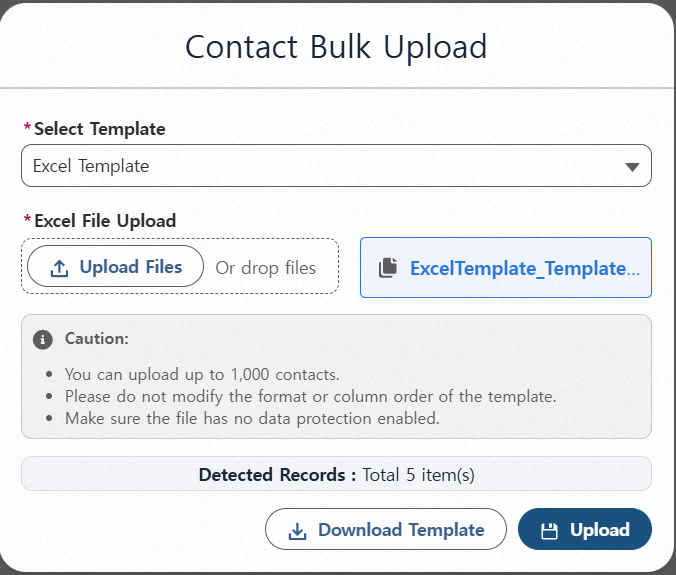 Contact Bulk Upload
*Select Template
Excel Template
*Excel File Upload
Upload Files Or drop files
ExcelTemplate_Template...
Caution:
• You can upload up to 1,000 contacts.
• Please do not modify the format or column order of the template.
• Make sure the file has no data protection enabled.
Detected Records : Total 5 item(s)
Download Template
Upload